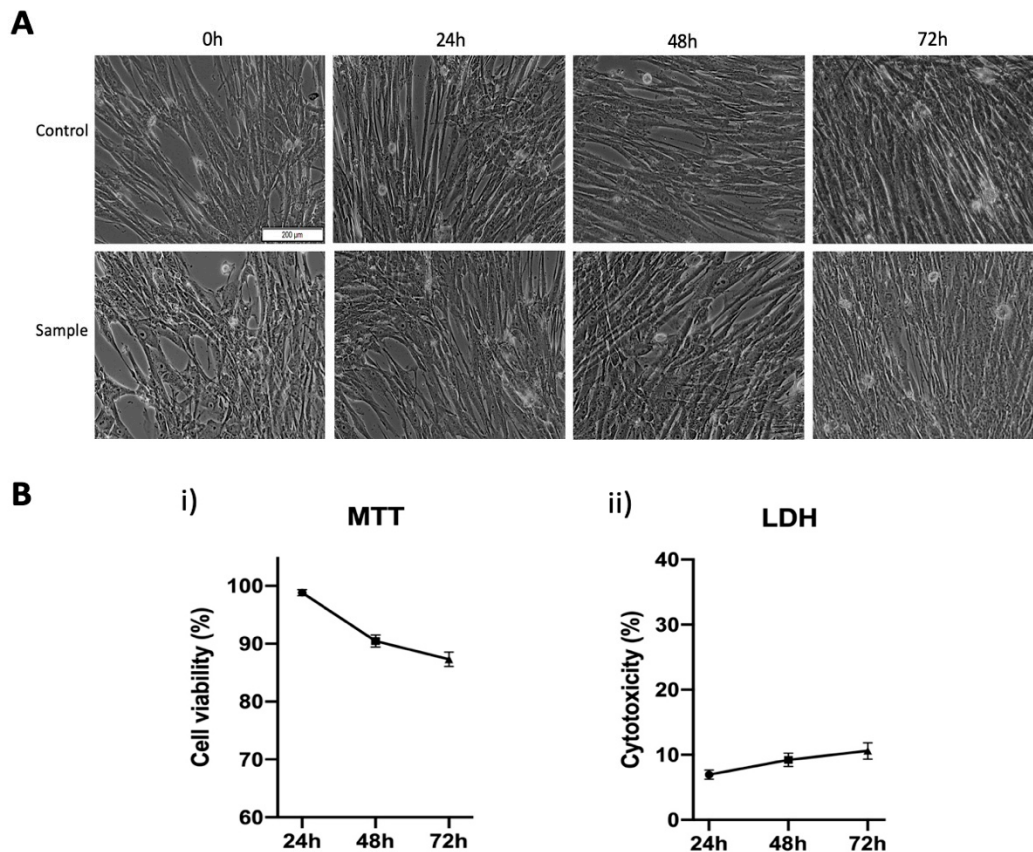 A
0h 24h 48h 72h
Control
200 µm
Sample
B
i)
MTT
Cell viability (%)
100
90
80
70
60
24h 48h 72h
ii)
LDH
Cytotoxicity (%)
40
30
20
10
0
24h 48h 72h